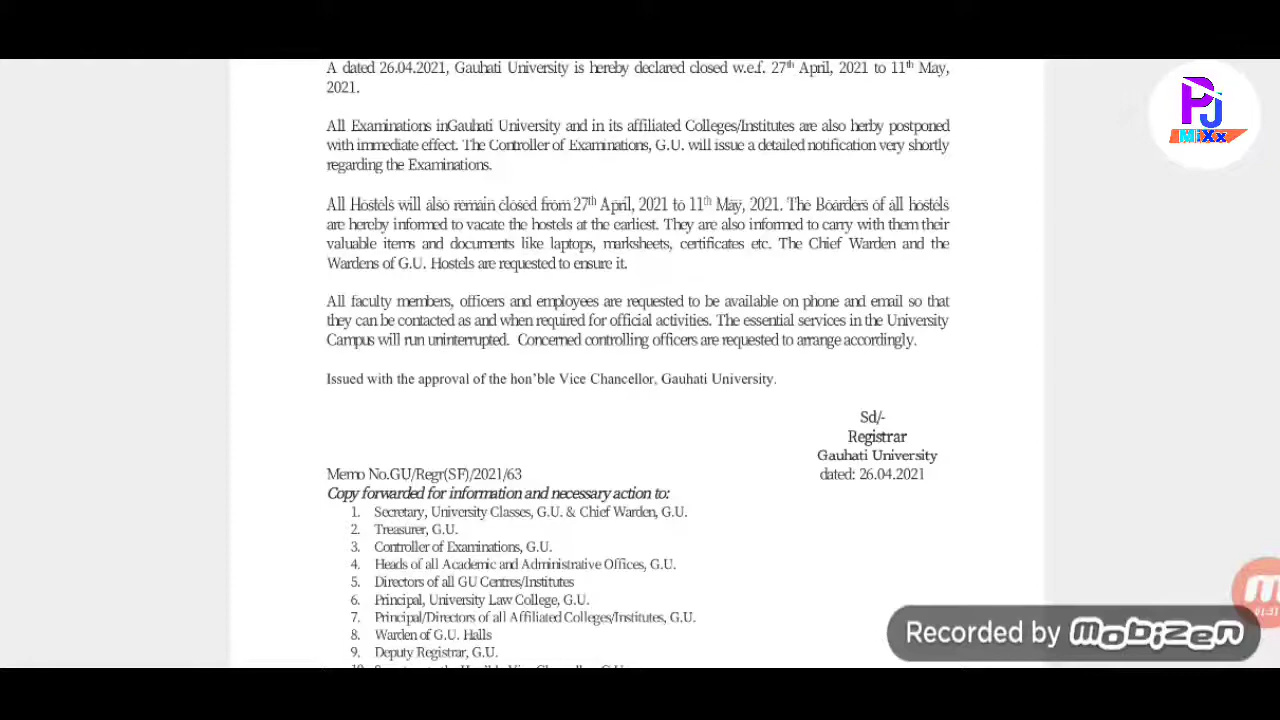 A dated 26.04.2021, Gauhati University is hereby declared closed w.e.f. 27th April, 2021 to 11th May,
2021.
All Examinations inGauhati University and in its affiliated Colleges/Institutes are also herby postponed
with immediate effect. The Controller of Examinations, G.U. will issue a detailed notification very shortly
regarding the Examinations.
All Hostels will also remain closed from 27th April, 2021 to 11th May, 2021. The Boarders of all hostels
are hereby informed to vacate the hostels at the earliest. They are also informed to carry with them their
valuable items and documents like laptops, marksheets, certificates etc. The Chief Warden and the
Wardens of G.U. Hostels are requested to ensure it.
All faculty members, officers and employees are requested to be available on phone and email so that
they can be contacted as and when required for official activities. The essential services in the University
Campus will run uninterrupted. Concerned controlling officers are requested to arrange accordingly.
Issued with the approval of the hon'ble Vice Chancellor, Gauhati University.
Sd/-
Registrar
Gauhati University
Memo No.GU/Regr(SF)/2021/63 dated: 26.04.2021
Copy forwarded for information and necessary action to:
1. Secretary, University Classes, G.U. & Chief Warden, G.U.
2. Treasurer, G.U.
3. Controller of Examinations, G.U.
4. Heads of all Academic and Administrative Offices, G.U.
5. Directors of all GU Centres/Institutes
6. Principal, University Law College, G.U.
7. Principal/Directors of all Affiliated Colleges/Institutes, G.U.
8. Warden of G.U. Halls
9. Deputy Registrar, G.U.
PJ
MiXx
Recorded by mobizen